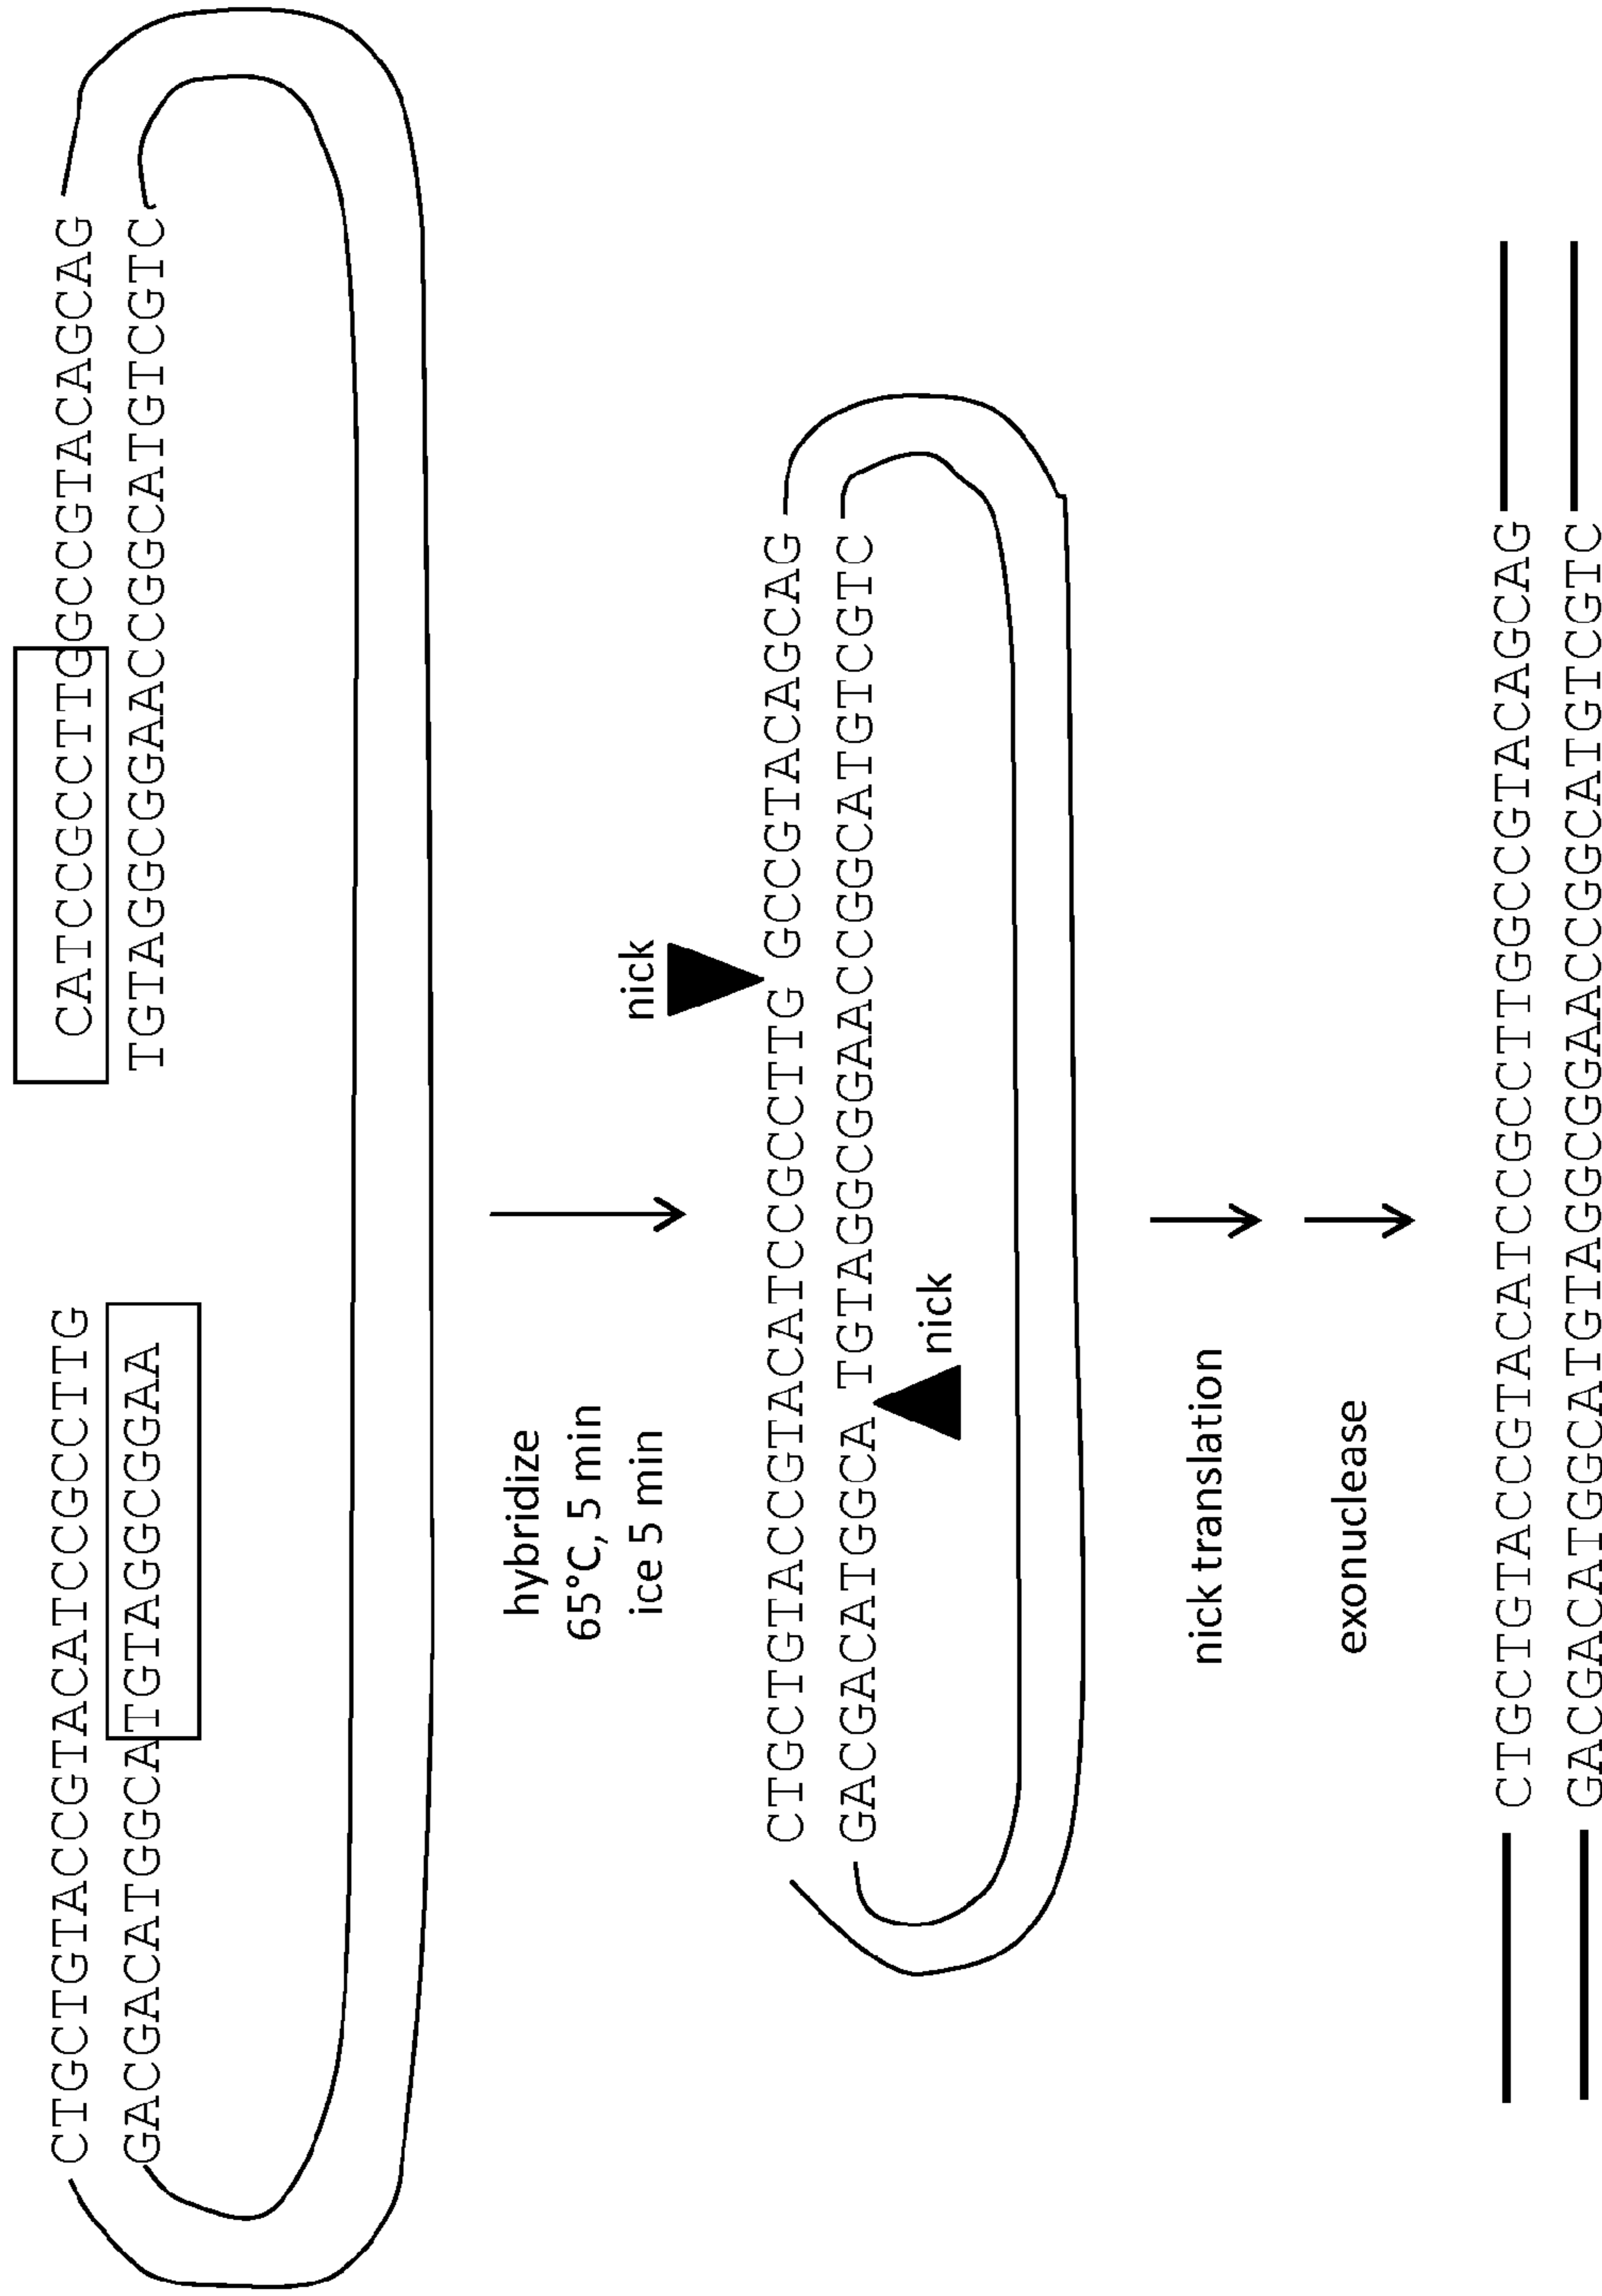 CTGCTGTACCGTACATCCGCCTTG
CATCCGCCTTGGCCGTACAGCAG
GACGACATGGCATGTAGGCGGAA
TGTAGGCGGAACCGGCATGTCGTC
hybridize
65°C, 5 min
ice 5 min
nick
CTGCTGTACCGTACATCCGCCTTG GCCGTACAGCAG
GACGACATGGCA TGTAGGCGGAACCGGCATGTCGTC
nick
nick translation
exonuclease
CTGCTGTACCGTACATCCGCCTTGGCCGTACAGCAG
GACGACATGGCATGTAGGCGGAACCGGCATGTCGTC